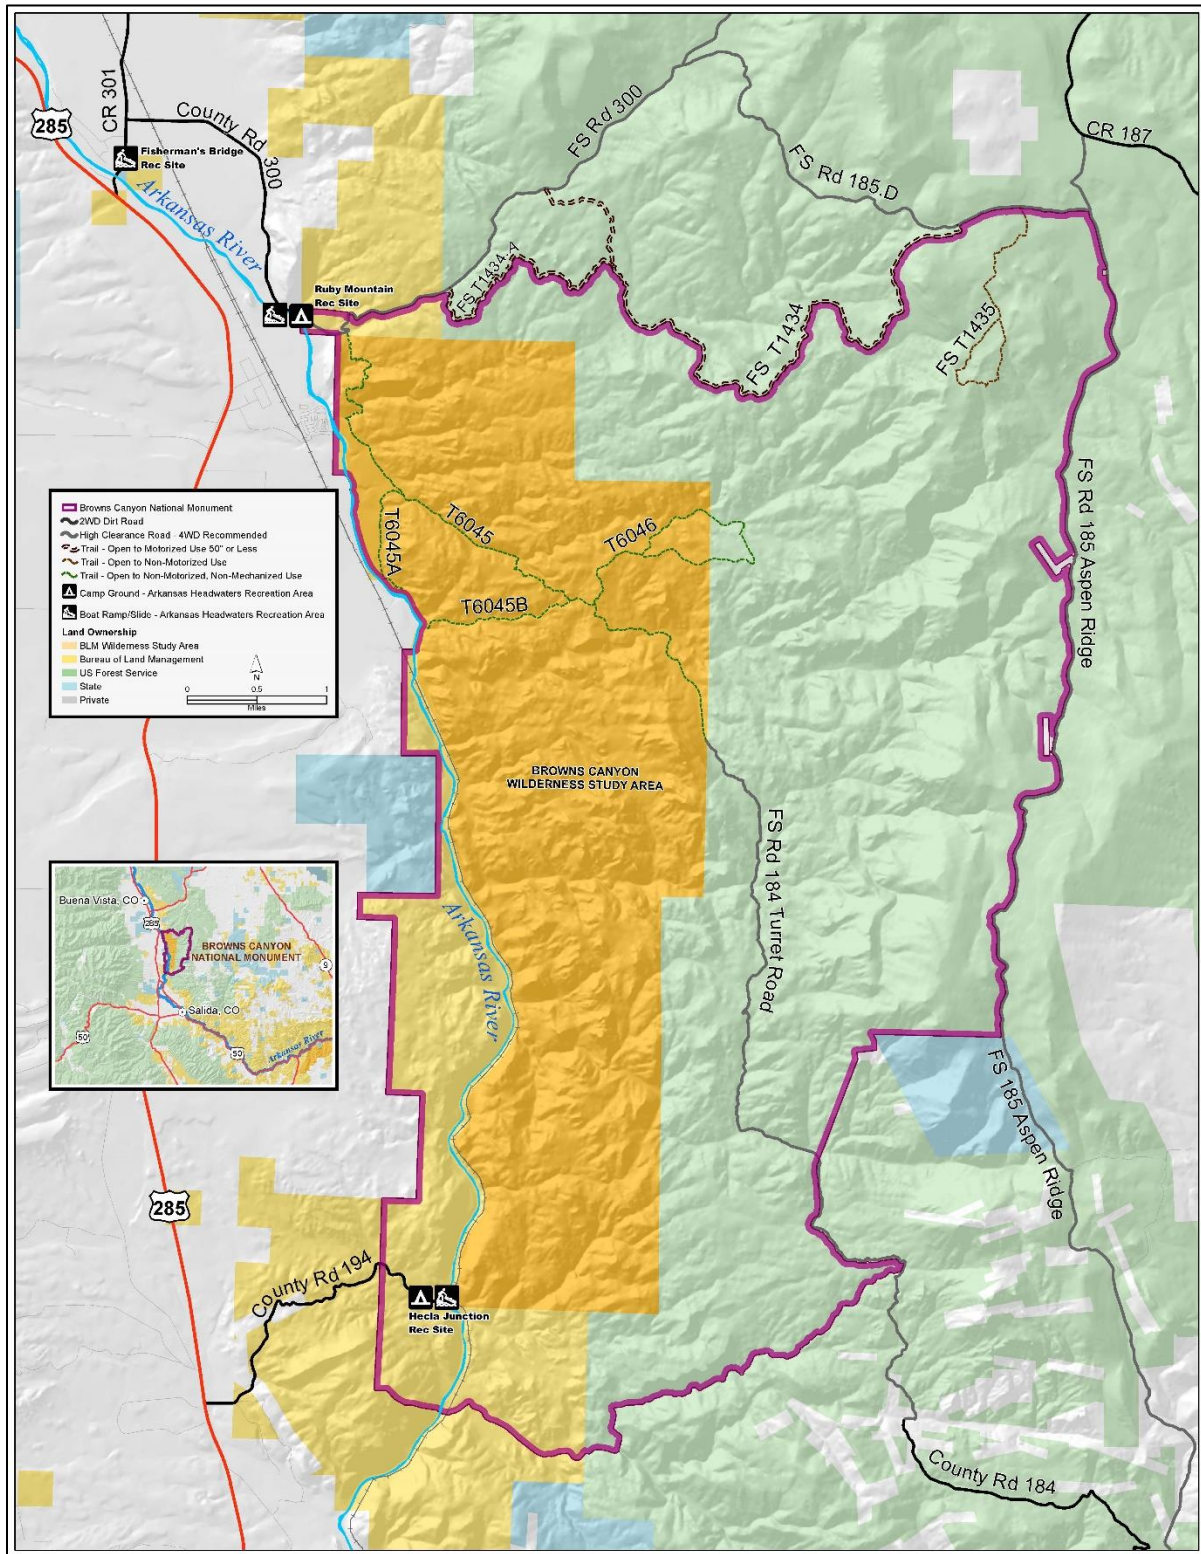 CR 301
County Rd 300
285
Fisherman's Bridge
Rec Site
Arkansas River
FS Rd 300
FS Rd 185.D
CR 187
Ruby Mountain
Rec Site
FS T1434.A
FS T1434
FS T1435
FS Rd 185 Aspen Ridge
T6045
T6045A
T6046
T6045B
Browns Canyon National Monument
2WD Dirt Road
High Clearance Road - 4WD Recommended
Trail - Open to Motorized Use 50" or Less
Trail - Open to Non-Motorized Use
Trail - Open to Non-Motorized, Non-Mechanized Use
Camp Ground - Arkansas Headwaters Recreation Area
Boat Ramp/Slide - Arkansas Headwaters Recreation Area
Land Ownership
BLM Wilderness Study Area
Bureau of Land Management
US Forest Service
State
Private
N
0 0.5 1
Miles
BROWNS CANYON
WILDERNESS STUDY AREA
FS Rd 184 Turret Road
Arkansas River
Buena Vista, CO
285
BROWNS CANYON
NATIONAL MONUMENT
9
Salida, CO
50
50
Arkansas River
FS 185 Aspen Ridge
285
County Rd 194
Hecla Junction
Rec Site
County Rd 184